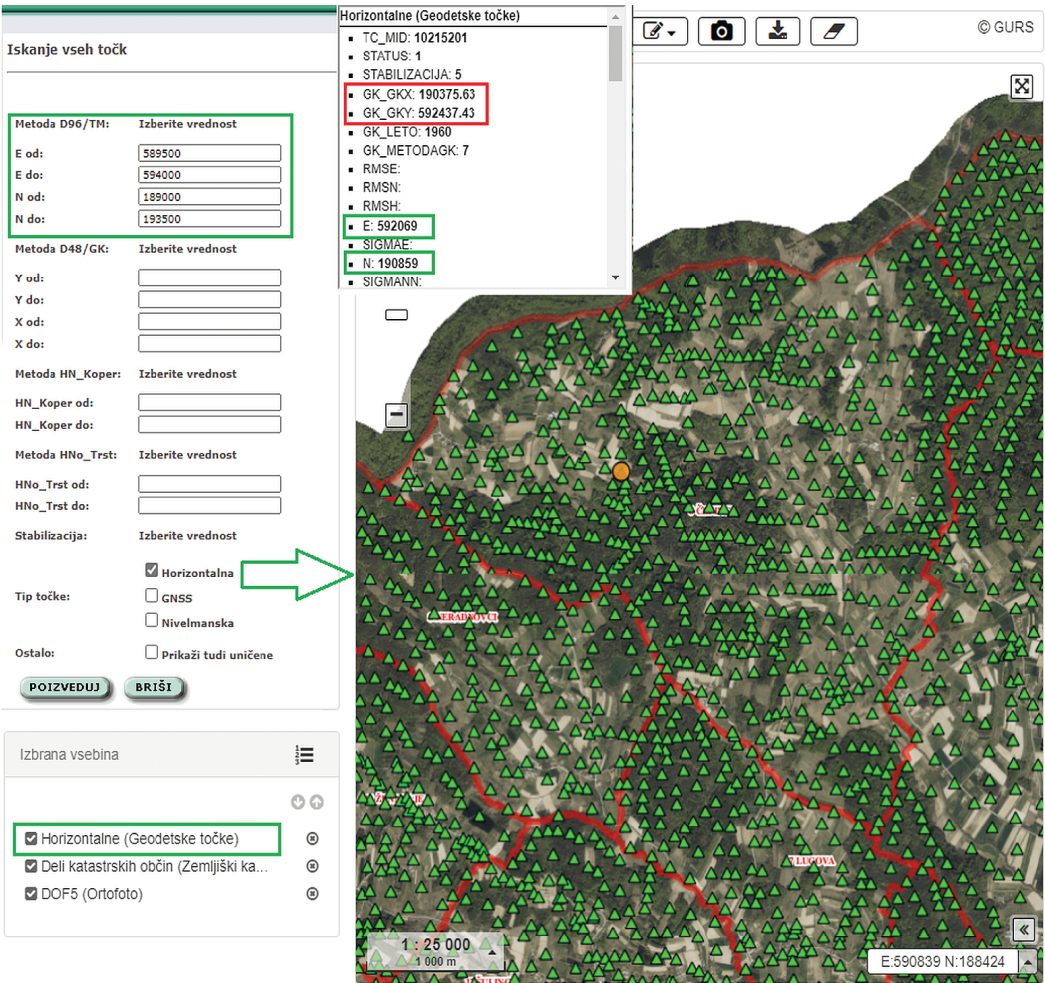 Iskanje vseh točk
Metoda D96/TM: Izberite vrednost
E od: 589500
E do: 594000
N od: 189000
N do: 193500
Metoda D48/GK: Izberite vrednost
Y od:
Y do:
X od:
X do:
Metoda HN_Koper: Izberite vrednost
HN_Koper od:
HN_Koper do:
Metoda HNo_Trst: Izberite vrednost
HNo_Trst od:
HNo_Trst do:
Stabilizacija: Izberite vrednost
Horizontalna
Tip točke: GNSS
Nivelmanska
Ostalo: Prikaži tudi uničene
POIZVEDUJ BRIŠI
Izbrana vsebina
Horizontalne (Geodetske točke)
Deli katastrskih občin (Zemljiški ka...
DOF5 (Ortofoto)
Horizontalne (Geodetske točke)
TC_MID: 10215201
STATUS: 1
STABILIZACIJA: 5
GK_GKX: 190375.63
GK_GKY: 592437.43
GK_LETO: 1960
GK_METODAGK: 7
RMSE:
RMSN:
RMSH:
E: 592069
SIGMAE:
N: 190859
SIGMANN:
© GURS
LUCOVA
1 : 25 000
1 000 m
E:590839 N:188424